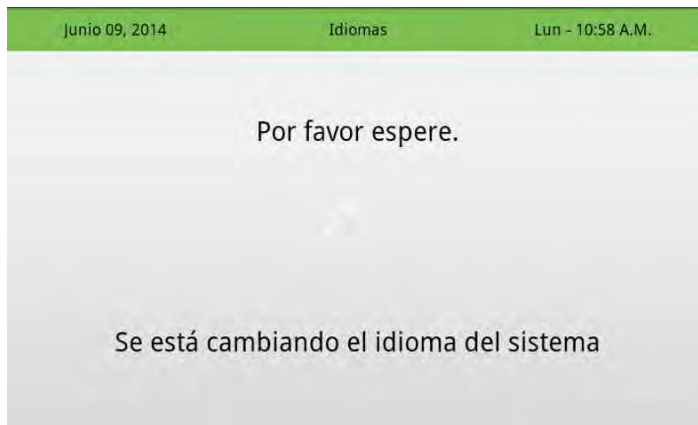 Junio 09, 2014 Idiomas Lun - 10:58 A.M.
Por favor espere.
Se está cambiando el idioma del sistema